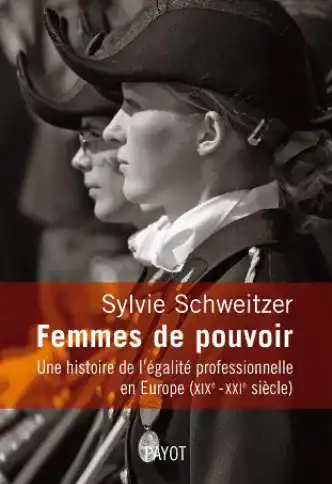 Sylvie Schweitzer
Femmes de pouvoir
Une histoire de l'égalité professionnelle
en Europe (XIXᵉ-XXIᵉ siècle)
PAYOT